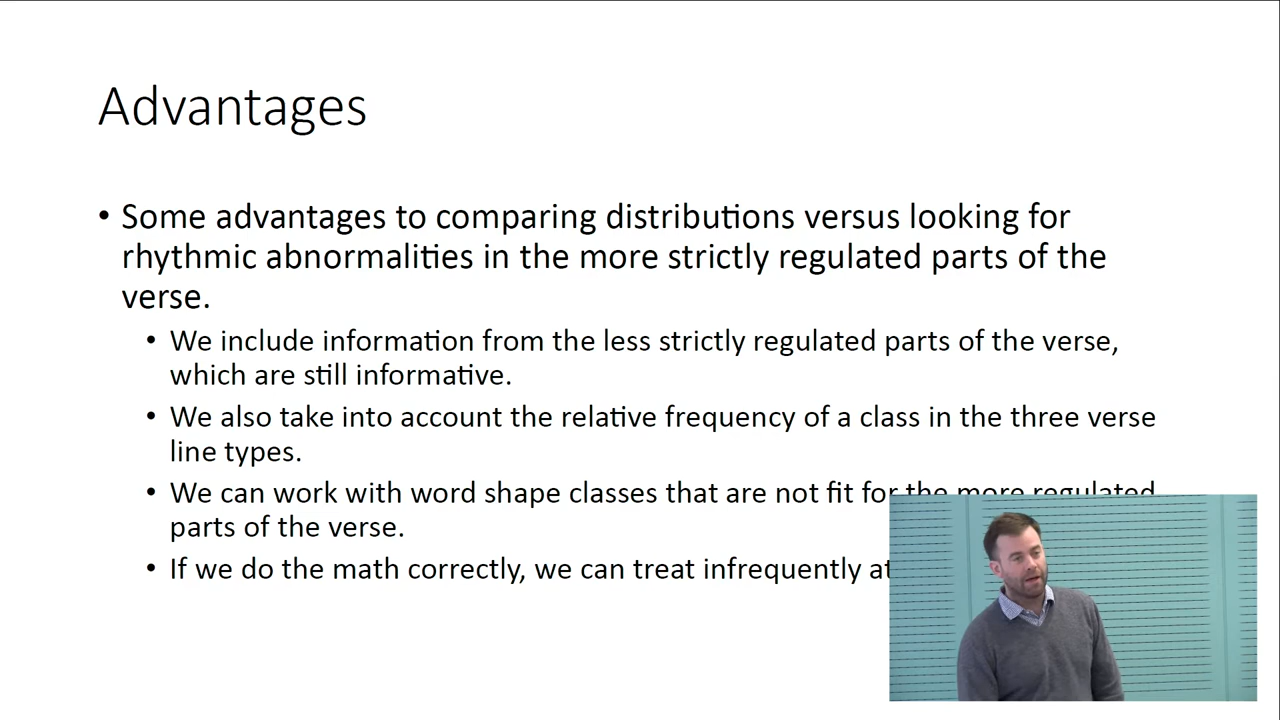 Advantages
• Some advantages to comparing distributions versus looking for
rhythmic abnormalities in the more strictly regulated parts of the
verse.
• We include information from the less strictly regulated parts of the verse,
which are still informative.
• We also take into account the relative frequency of a class in the three verse
line types.
• We can work with word shape classes that are not fit for the more regulated
parts of the verse.
• If we do the math correctly, we can treat infrequently